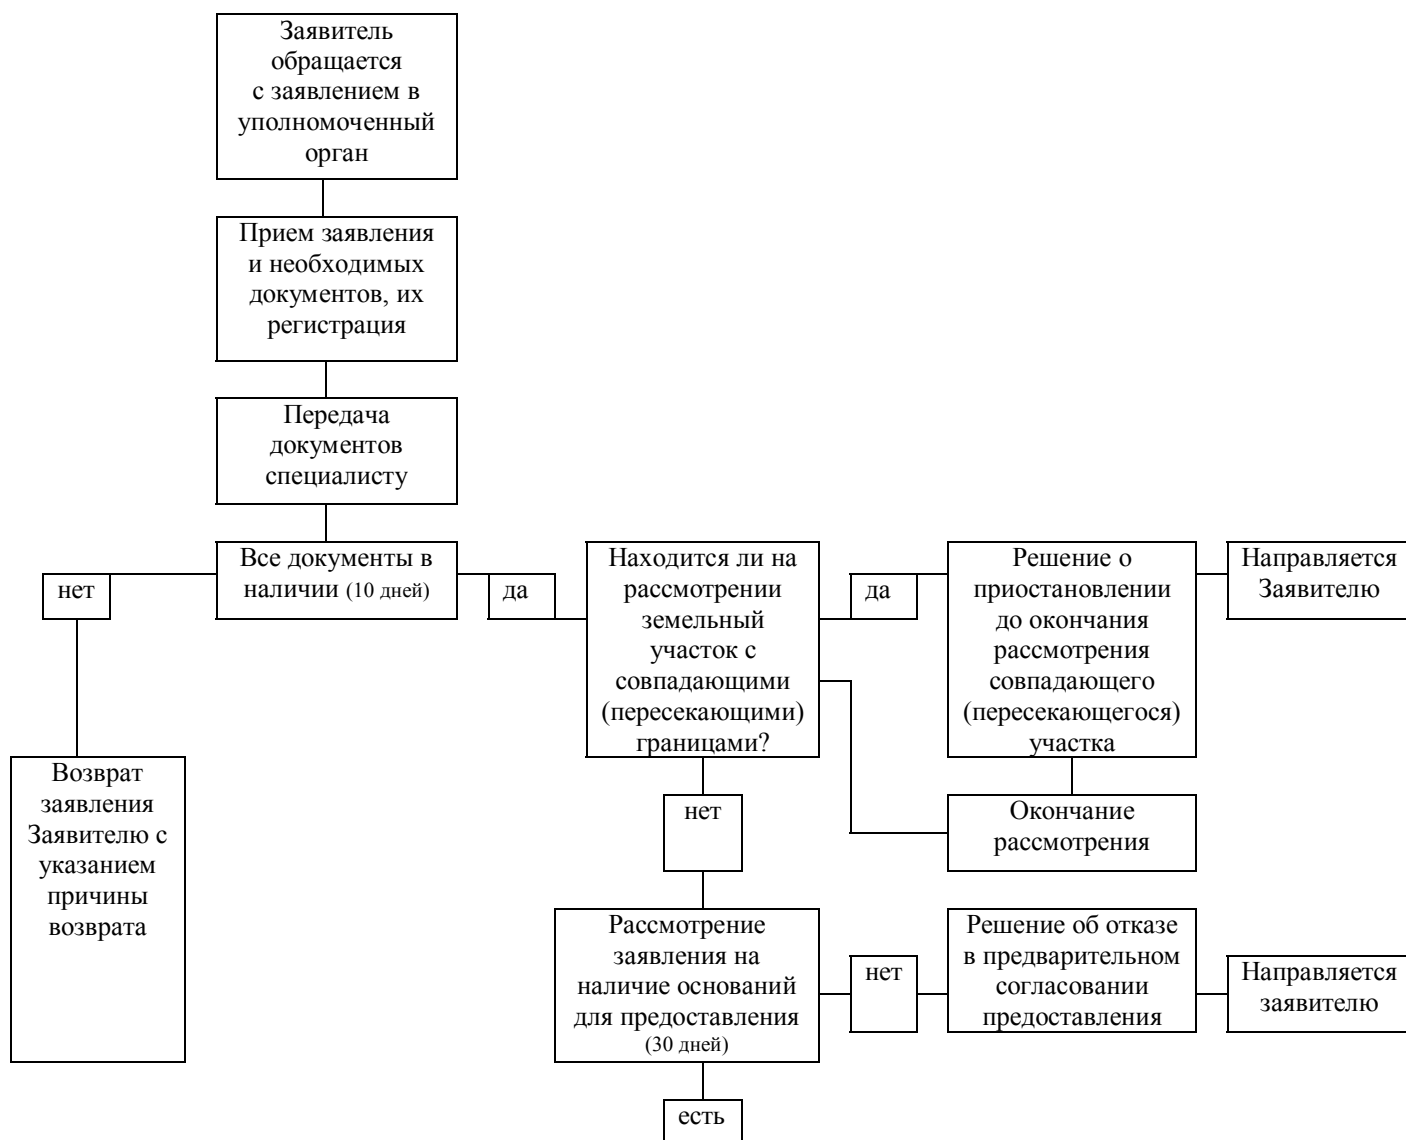 Заявитель
обращается
с заявлением в
уполномоченный
орган
Прием заявления
и необходимых
документов, их
регистрация
Передача
документов
специалисту
Все документы в
наличии (10 дней)
нет
да
Находится ли на
рассмотрении
земельный
участок с
совпадающими
(пересекающими)
границами?
да
Решение о
приостановлении
до окончания
рассмотрения
совпадающего
(пересекающегося)
участка
Направляется
Заявителю
Возврат
заявления
Заявителю с
указанием
причины
возврата
нет
Окончание
рассмотрения
Рассмотрение
заявления на
наличие оснований
для предоставления
(30 дней)
нет
Решение об отказе
в предварительном
согласовании
предоставления
Направляется
заявителю
есть